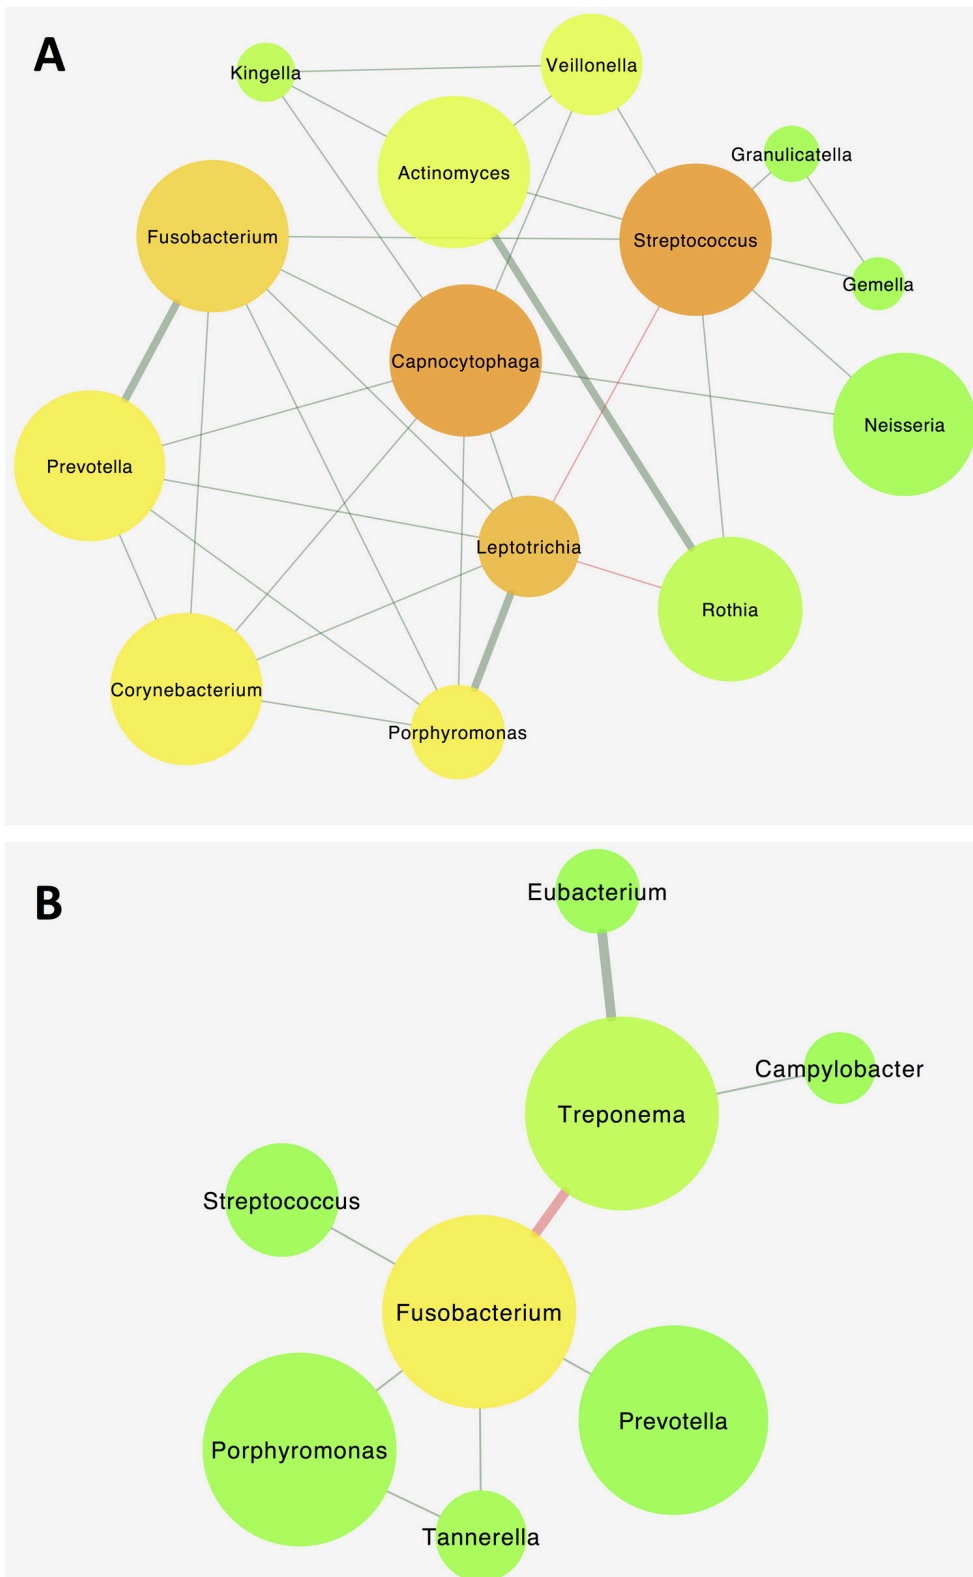 A
Kingella
Veillonella
Granulicatella
Actinomyces
Fusobacterium
Streptococcus
Gemella
Capnocytophaga
Neisseria
Prevotella
Leptotrichia
Rothia
Corynebacterium
Porphyromonas
B
Eubacterium
Campylobacter
Treponema
Streptococcus
Fusobacterium
Prevotella
Porphyromonas
Tannerella